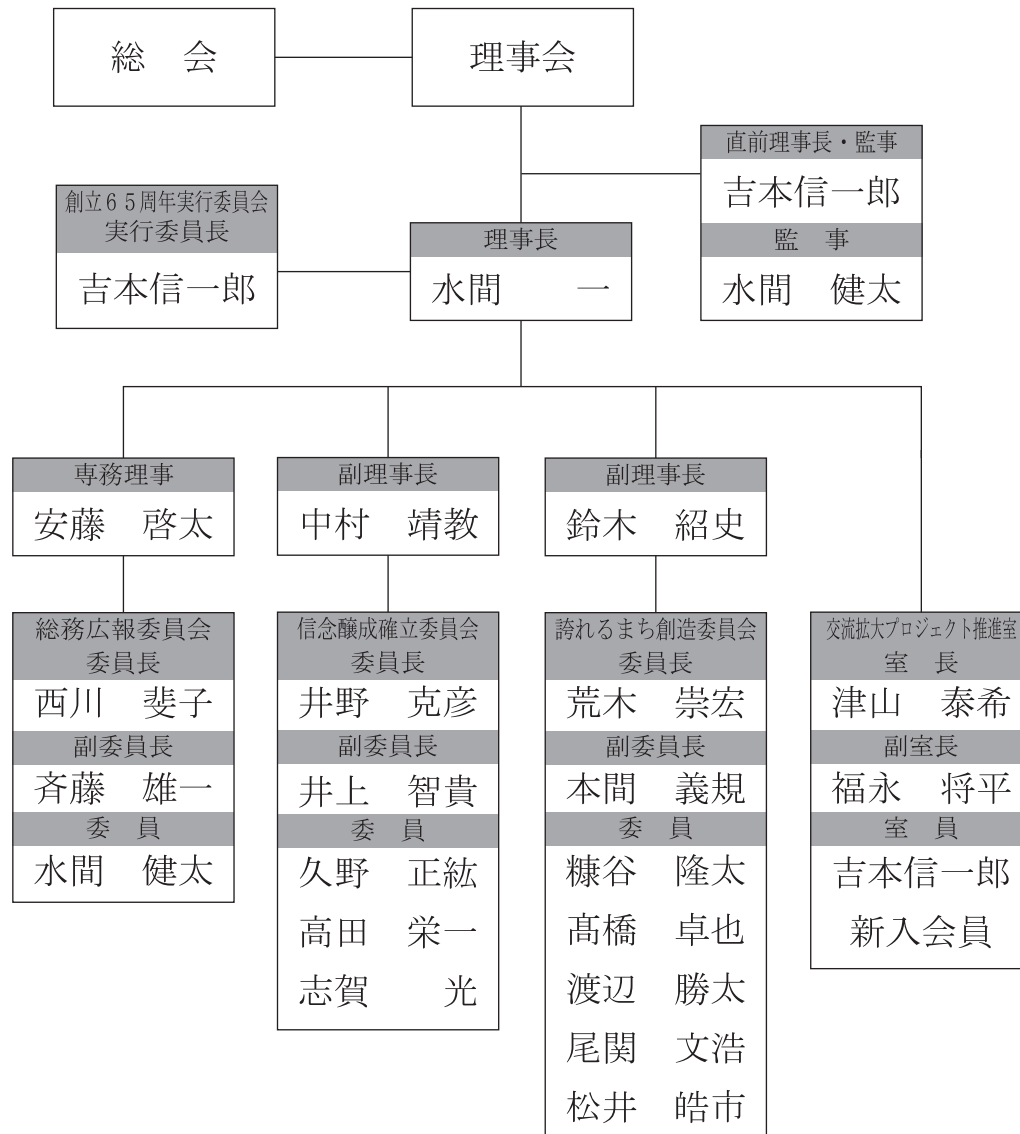 総　会
理事会
直前理事長・監事
吉本信一郎
監　事
水間　健太
創立６５周年実行委員会
実行委員長
吉本信一郎
理事長
水間　　一
専務理事
安藤　啓太
総務広報委員会
委員長
西川　斐子
副委員長
斉藤　雄一
委　員
水間　健太
副理事長
中村　靖教
信念醸成確立委員会
委員長
井野　克彦
副委員長
井上　智貴
委　員
久野　正紘
高田　栄一
志賀　　光
副理事長
鈴木　紹史
誇れるまち創造委員会
委員長
荒木　崇宏
副委員長
本間　義規
委　員
糠谷　隆太
髙橋　卓也
渡辺　勝太
尾関　文浩
松井　皓市
交流拡大プロジェクト推進室
室　長
津山　泰希
副室長
福永　将平
室　員
吉本信一郎
新入会員